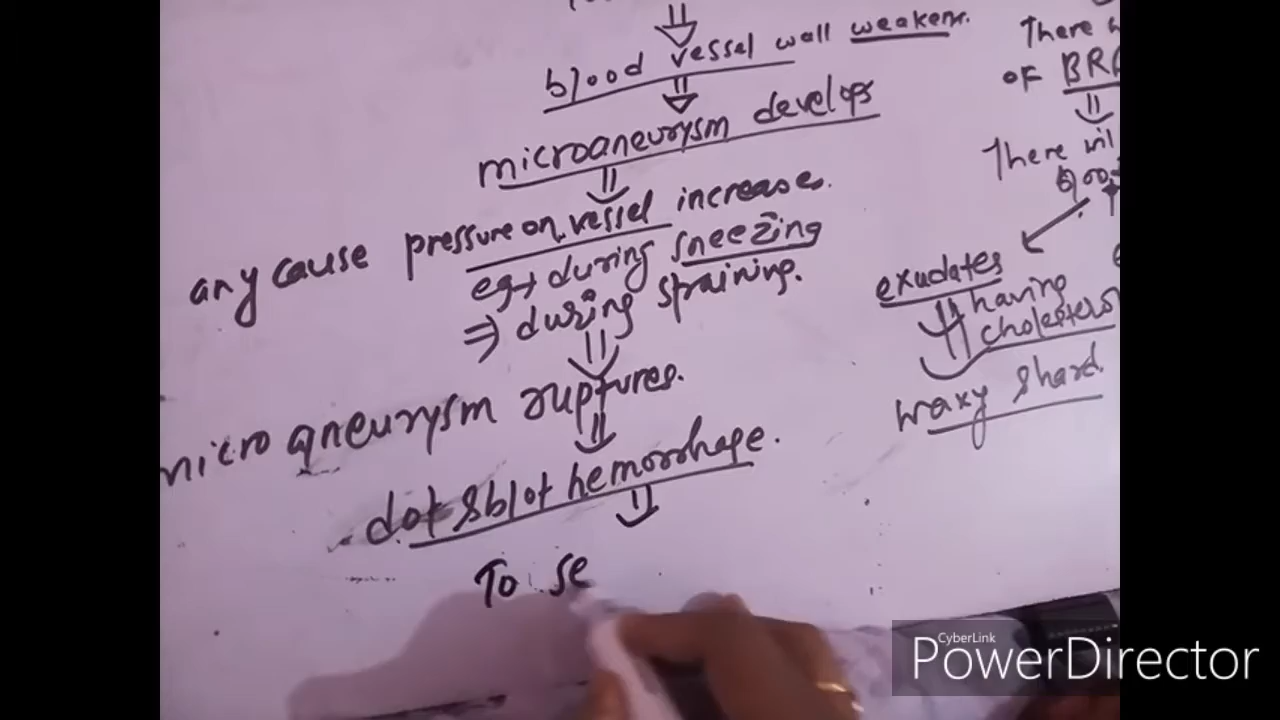 blood vessel wall weakens.
microaneurysm develops
any cause pressure on vessel increase.
eg→ during sneezing
⇒ during straining.
micro aneurysm ruptures.
dot & blot hemorrhage.
To se
There
of BR
There wil
exudates
having
cholestero
waxy & hard.
CyberLink
PowerDirector